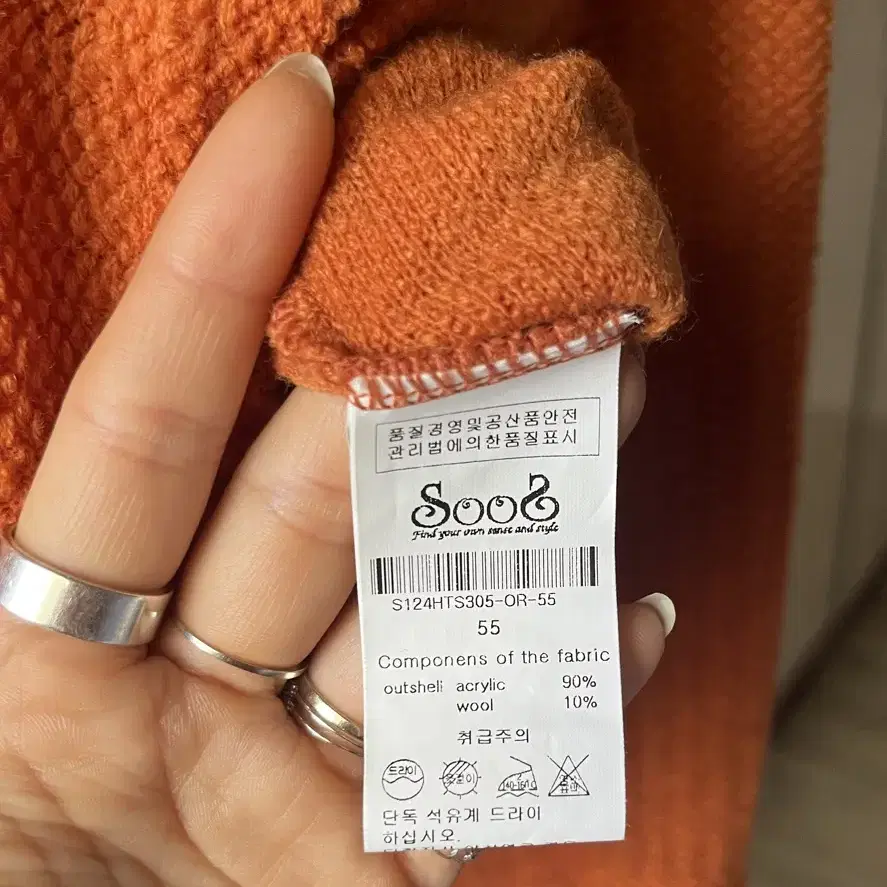 품질경영및공산품안전
관리법에의한품질표시
SooS
Find your own sense and style
S124HTS305-OR-55
55
Componens of the fabric
outshell acrylic 90%
wool 10%
취급주의
드라이
단독 석유계 드라이
하십시오.